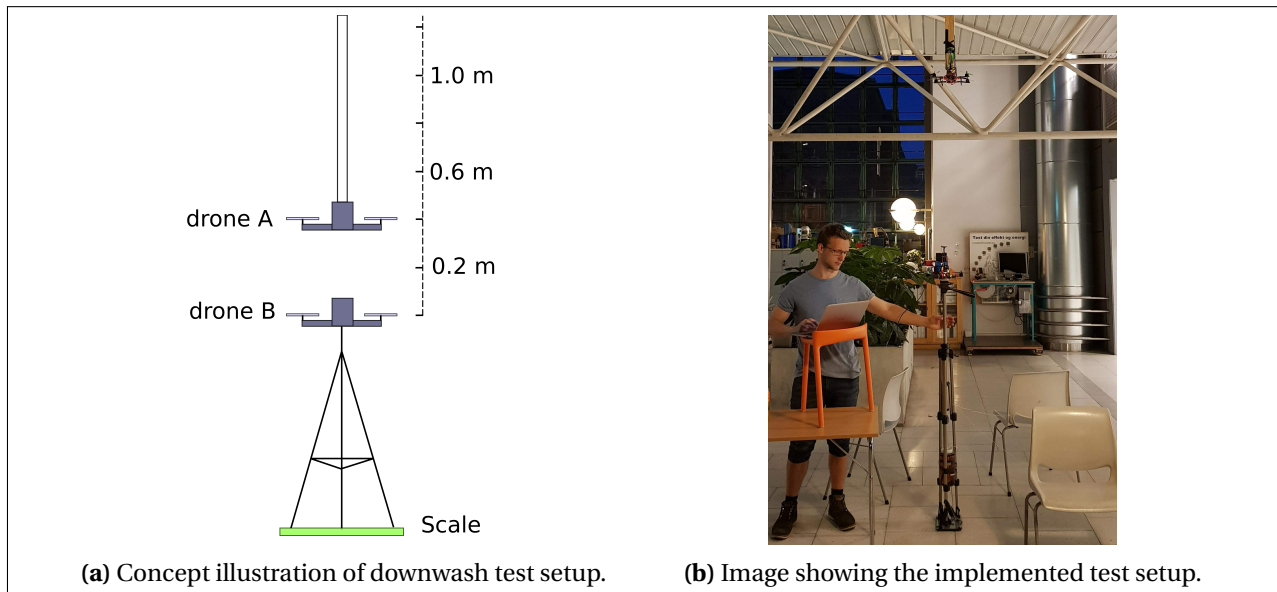 1.0 m
0.6 m
drone A
0.2 m
drone B
Scale
Test din effekt og energi
(a) Concept illustration of downwash test setup.
(b) Image showing the implemented test setup.